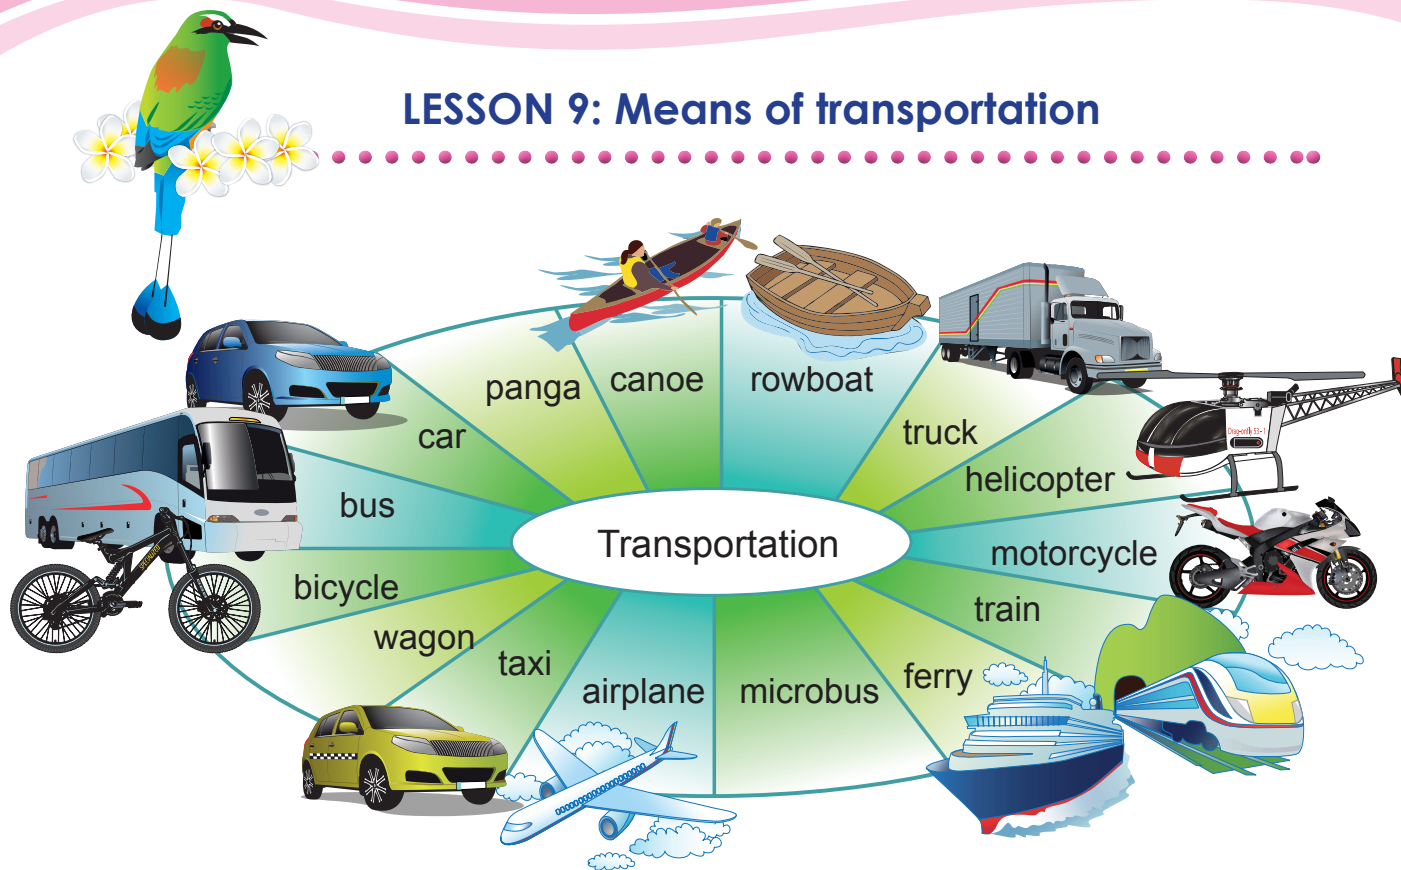 LESSON 9: Means of transportation
panga
canoe
rowboat
truck
helicopter
motorcycle
train
ferry
microbus
airplane
taxi
wagon
bicycle
bus
car
Transportation
SPECIALIZED